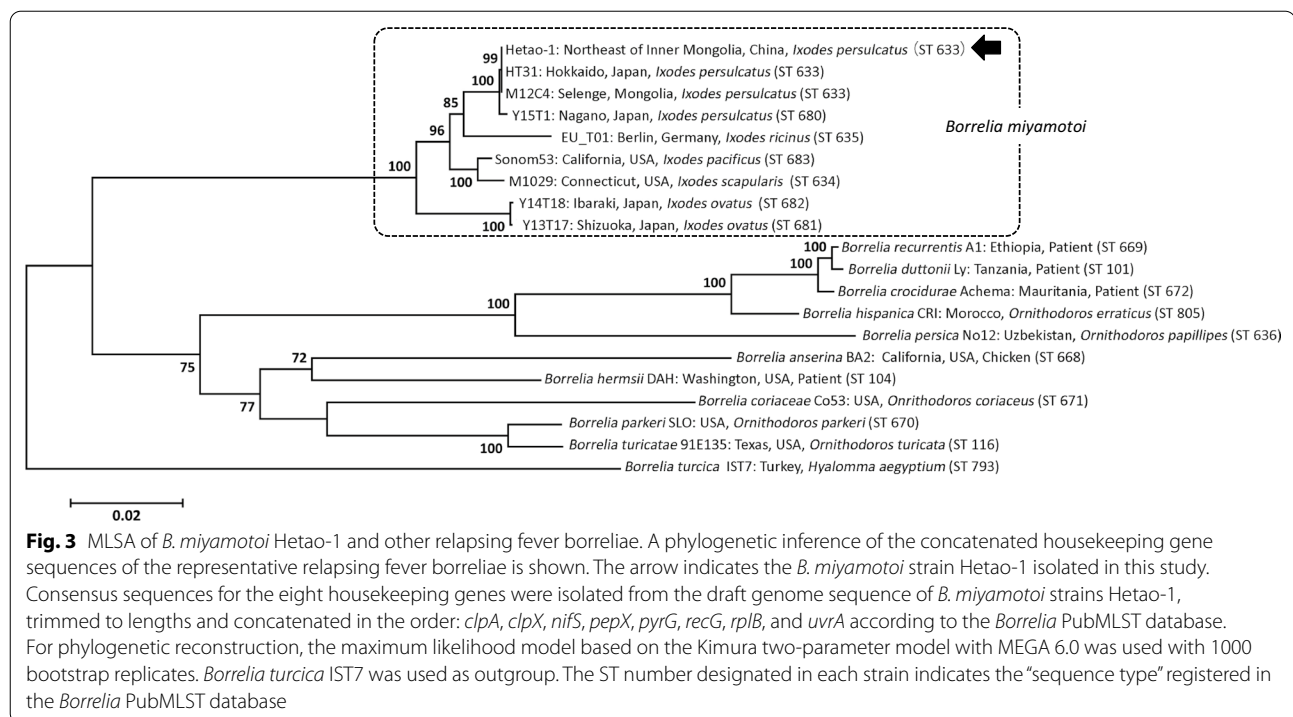 99
Hetao-1: Northeast of Inner Mongolia, China, Ixodes persulcatus (ST 633)
HT31: Hokkaido, Japan, Ixodes persulcatus (ST 633)
100
M12C4: Selenge, Mongolia, Ixodes persulcatus (ST 633)
85
Y15T1: Nagano, Japan, Ixodes persulcatus (ST 680)
96
EU_T01: Berlin, Germany, Ixodes ricinus (ST 635)
Borrelia miyamotoi
100
Sonom53: California, USA, Ixodes pacificus (ST 683)
100
M1029: Connecticut, USA, Ixodes scapularis (ST 634)
Y14T18: Ibaraki, Japan, Ixodes ovatus (ST 682)
100
Y13T17: Shizuoka, Japan, Ixodes ovatus (ST 681)
100
Borrelia recurrentis A1: Ethiopia, Patient (ST 669)
100
Borrelia duttonii Ly: Tanzania, Patient (ST 101)
100
Borrelia crocidurae Achema: Mauritania, Patient (ST 672)
100
Borrelia hispanica CRI: Morocco, Ornithodoros erraticus (ST 805)
Borrelia persica No12: Uzbekistan, Ornithodoros papillipes (ST 636)
75
72
Borrelia anserina BA2: California, USA, Chicken (ST 668)
Borrelia hermsii DAH: Washington, USA, Patient (ST 104)
77
Borrelia coriaceae Co53: USA, Onrithodoros coriaceus (ST 671)
Borrelia parkeri SLO: USA, Ornithodoros parkeri (ST 670)
100
Borrelia turicatae 91E135: Texas, USA, Ornithodoros turicata (ST 116)
Borrelia turcica IST7: Turkey, Hyalomma aegyptium (ST 793)
0.02
Fig. 3 MLSA of B. miyamotoi Hetao-1 and other relapsing fever borreliae. A phylogenetic inference of the concatenated housekeeping gene
sequences of the representative relapsing fever borreliae is shown. The arrow indicates the B. miyamotoi strain Hetao-1 isolated in this study.
Consensus sequences for the eight housekeeping genes were isolated from the draft genome sequence of B. miyamotoi strains Hetao-1,
trimmed to lengths and concatenated in the order: clpA, clpX, nifS, pepX, pyrG, recG, rplB, and uvrA according to the Borrelia PubMLST database.
For phylogenetic reconstruction, the maximum likelihood model based on the Kimura two-parameter model with MEGA 6.0 was used with 1000
bootstrap replicates. Borrelia turcica IST7 was used as outgroup. The ST number designated in each strain indicates the “sequence type” registered in
the Borrelia PubMLST database